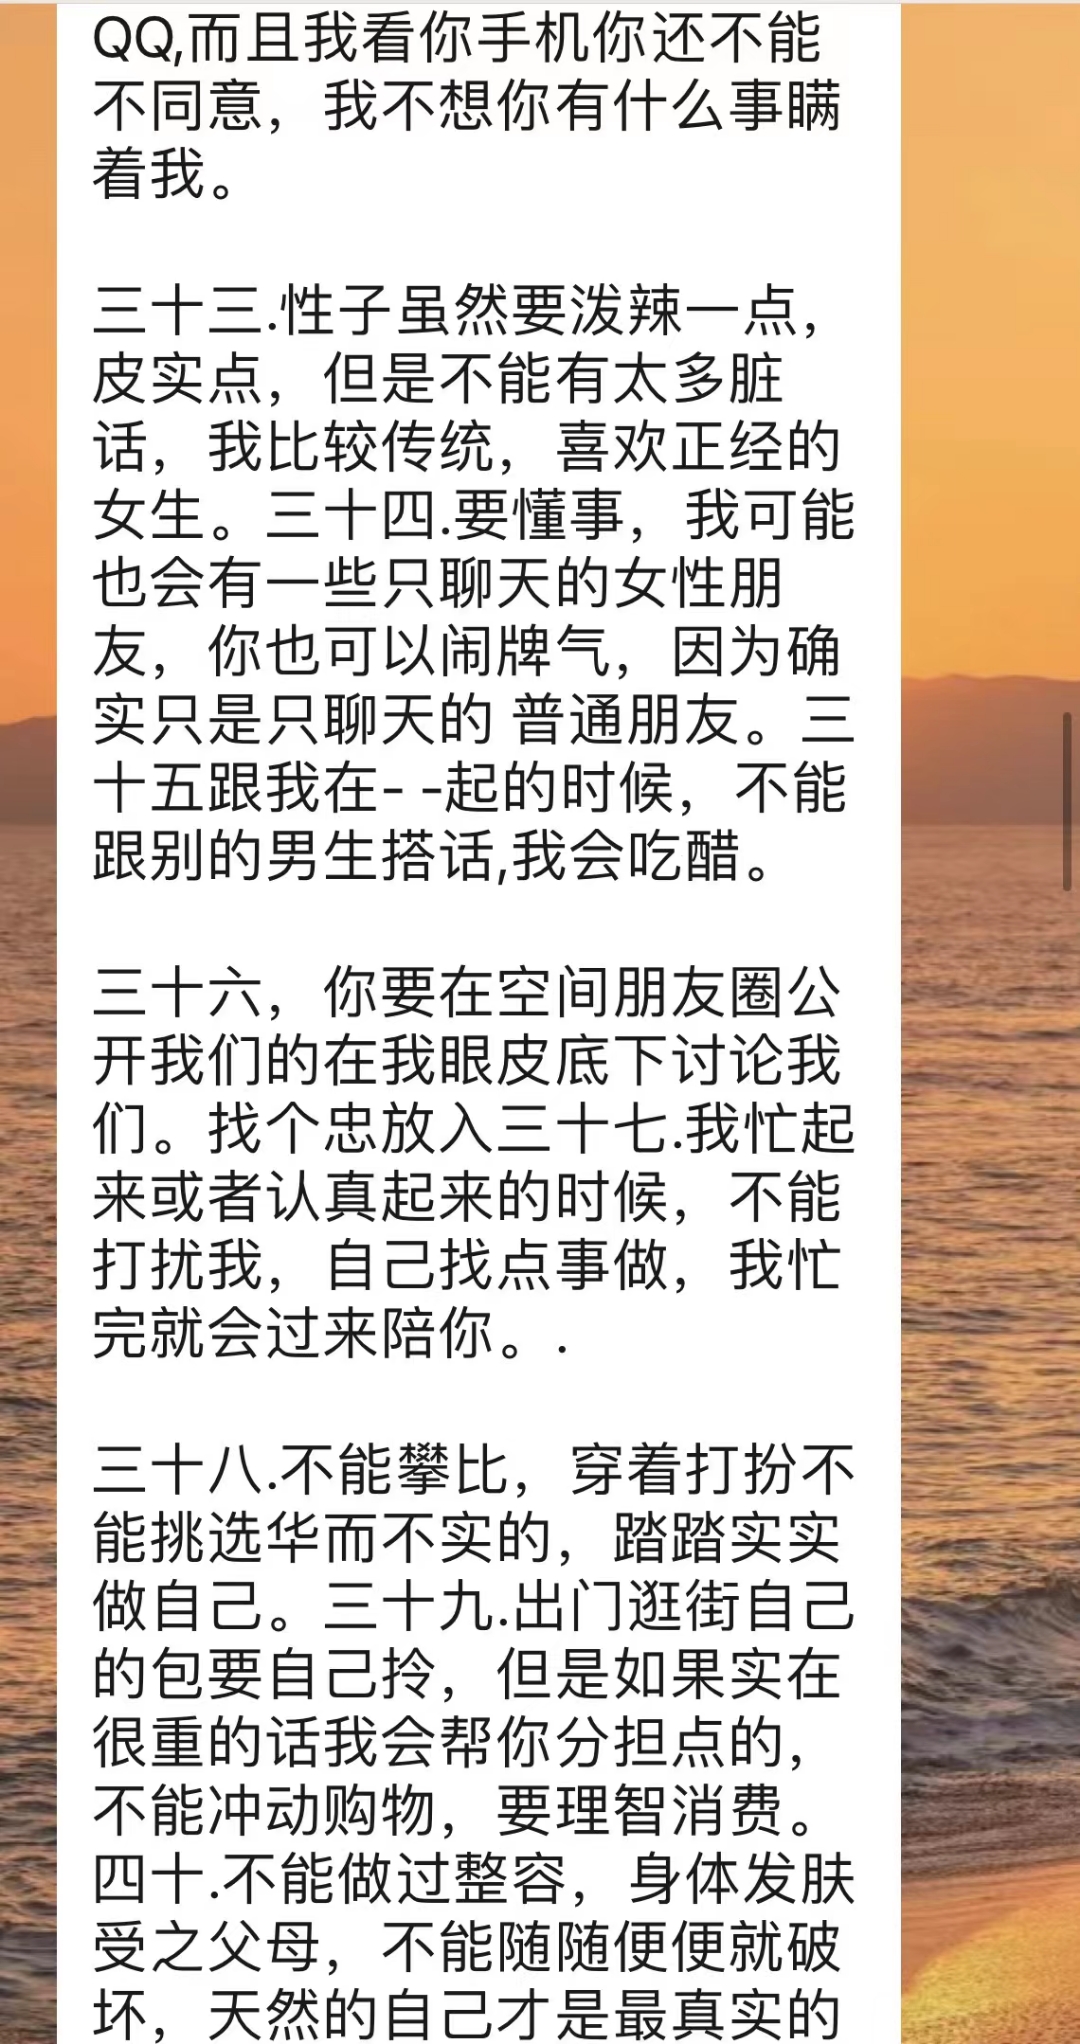 QQ,而且我看你手机你还不能
不同意，我不想你有什么事瞒
着我。
三十三.性子虽然要泼辣一点，
皮实点，但是不能有太多脏
话，我比较传统，喜欢正经的
女生。三十四.要懂事，我可能
也会有一些只聊天的女性朋
友，你也可以闹牌气，因为确
实只是只聊天的 普通朋友。三
十五跟我在- -起的时候，不能
跟别的男生搭话,我会吃醋。
三十六，你要在空间朋友圈公
开我们的在我眼皮底下讨论我
们。找个忠放入三十七.我忙起
来或者认真起来的时候，不能
打扰我，自己找点事做，我忙
完就会过来陪你。.
三十八.不能攀比，穿着打扮不
能挑选华而不实的，踏踏实实
做自己。三十九.出门逛街自己
的包要自己拎，但是如果实在
很重的话我会帮你分担点的，
不能冲动购物，要理智消费。
四十.不能做过整容，身体发肤
受之父母，不能随随便便就破
坏，天然的自己才是最真实的